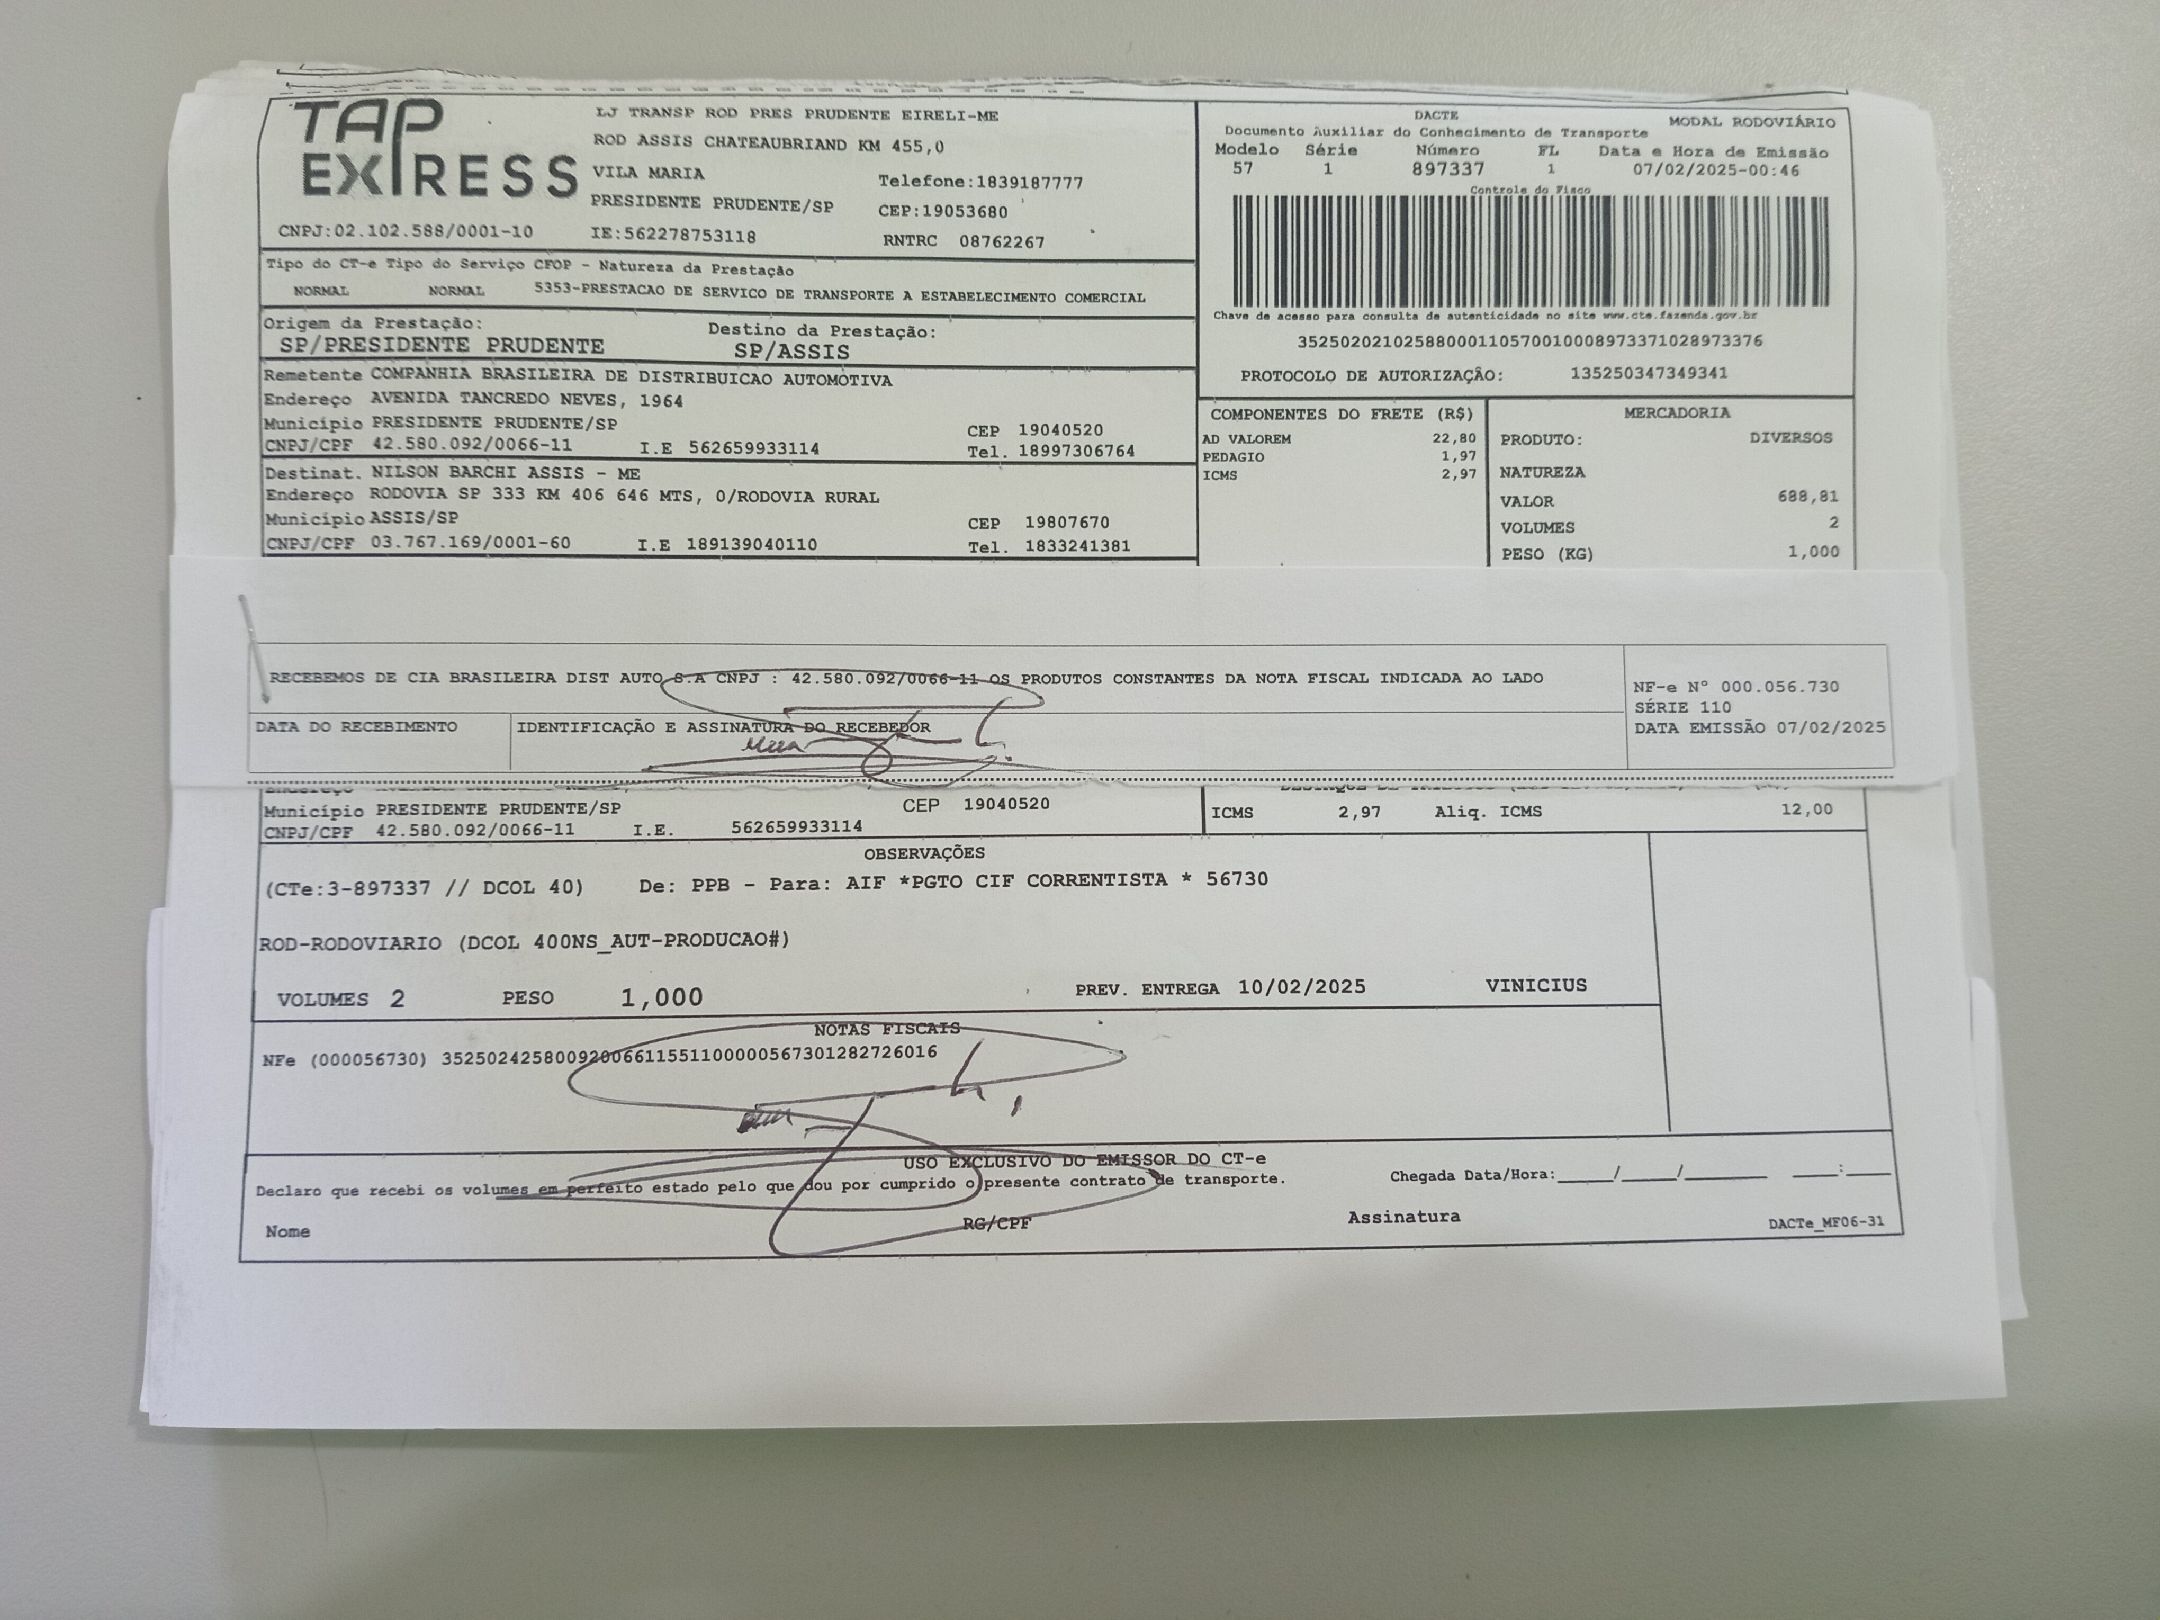 TAP EXPRESS
LJ TRANSP ROD PRES PRUDENTE EIRELI-ME
ROD ASSIS CHATEAUBRIAND KM 455,0
VILA MARIA Telefone:1839187777
PRESIDENTE PRUDENTE/SP CEP:19053680
CNPJ:02.102.588/0001-10 IE:562278753118 RNTRC 08762267
DACTE MODAL RODOVIÁRIO
Documento Auxiliar do Conhecimento de Transporte
Modelo Série Número FL Data e Hora de Emissão
57 1 897337 1 07/02/2025-00:46
Controle do Fisco
Chave de acesso para consulta de autenticidade no site www.cte.fazenda.gov.br
35250202102588000110570010008973371028973376
PROTOCOLO DE AUTORIZAÇÃO: 135250347349341
Tipo do CT-e Tipo do Serviço CFOP - Natureza da Prestação
NORMAL NORMAL 5353-PRESTACAO DE SERVICO DE TRANSPORTE A ESTABELECIMENTO COMERCIAL
Origem da Prestação: Destino da Prestação:
SP/PRESIDENTE PRUDENTE SP/ASSIS
Remetente COMPANHIA BRASILEIRA DE DISTRIBUICAO AUTOMOTIVA
Endereço AVENIDA TANCREDO NEVES, 1964
Município PRESIDENTE PRUDENTE/SP CEP 19040520
CNPJ/CPF 42.580.092/0066-11 I.E 562659933114 Tel. 18997306764
Destinat. NILSON BARCHI ASSIS - ME
Endereço RODOVIA SP 333 KM 406 646 MTS, 0/RODOVIA RURAL
Município ASSIS/SP CEP 19807670
CNPJ/CPF 03.767.169/0001-60 I.E 189139040110 Tel. 1833241381
COMPONENTES DO FRETE (R$)
AD VALOREM 22,80
PEDAGIO 1,97
ICMS 2,97
MERCADORIA
PRODUTO: DIVERSOS
NATUREZA
VALOR 688,81
VOLUMES 2
PESO (KG) 1,000
RECEBEMOS DE CIA BRASILEIRA DIST AUTO S.A CNPJ : 42.580.092/0066-11 OS PRODUTOS CONSTANTES DA NOTA FISCAL INDICADA AO LADO
DATA DO RECEBIMENTO IDENTIFICAÇÃO E ASSINATURA DO RECEBEDOR
NF-e Nº 000.056.730
SÉRIE 110
DATA EMISSÃO 07/02/2025
Município PRESIDENTE PRUDENTE/SP CEP 19040520
CNPJ/CPF 42.580.092/0066-11 I.E. 562659933114
ICMS 2,97 Aliq. ICMS 12,00
OBSERVAÇÕES
(CTe:3-897337 // DCOL 40) De: PPB - Para: AIF *PGTO CIF CORRENTISTA * 56730
ROD-RODOVIARIO (DCOL 400NS_AUT-PRODUCAO#)
VOLUMES 2 PESO 1,000 PREV. ENTREGA 10/02/2025 VINICIUS
NOTAS FISCAIS
NFe (000056730) 35250242580092006611551100000567301282726016
USO EXCLUSIVO DO EMISSOR DO CT-e
Declaro que recebi os volumes em perfeito estado pelo que dou por cumprido o presente contrato de transporte. Chegada Data/Hora:_____/_____/_______ ____:____
Nome RG/CPF Assinatura DACTe_MF06-31